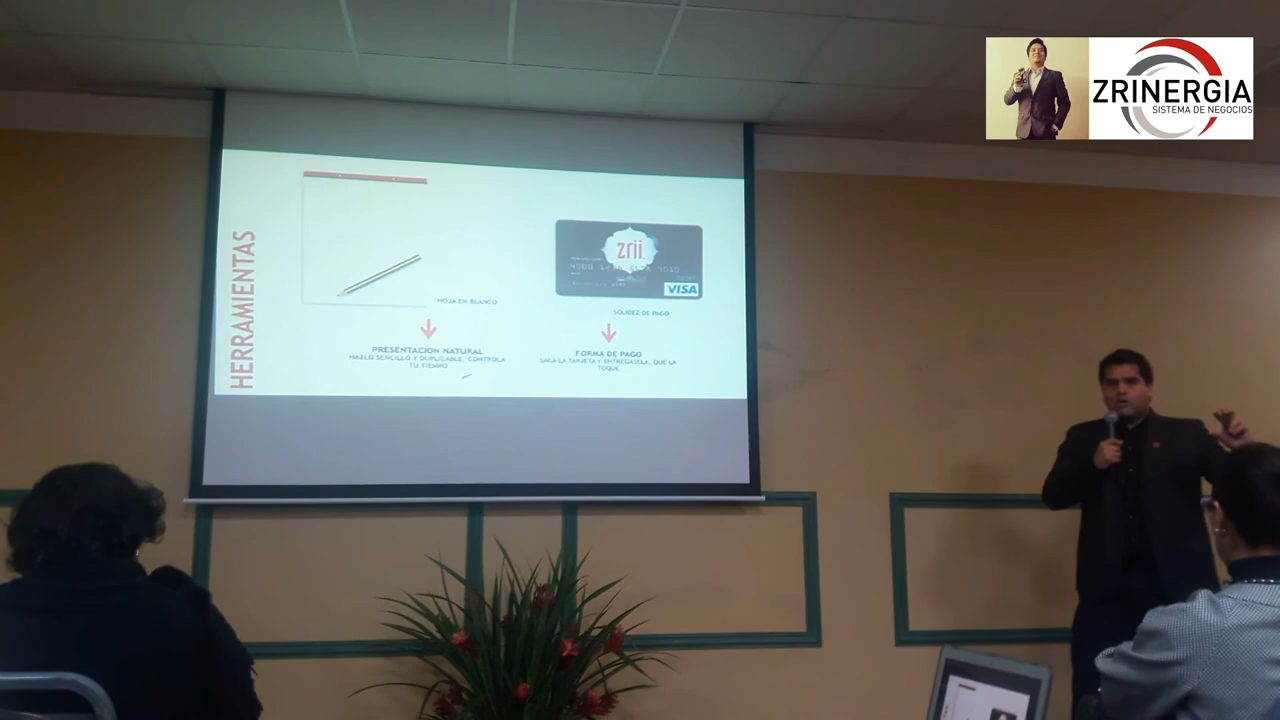 ZRINERGIA
SISTEMA DE NEGOCIOS
HERRAMIENTAS
HOJA EN BLANCO
PRESENTACION NATURAL
HAZLO SENCILLO Y DUPLICABLE, CONTROLA
TU TIEMPO
zrii
VISA
SOLIDEZ DE PAGO
FORMA DE PAGO
SACA LA TARJETA Y ENTREGASELA, QUE LA
TOQUE